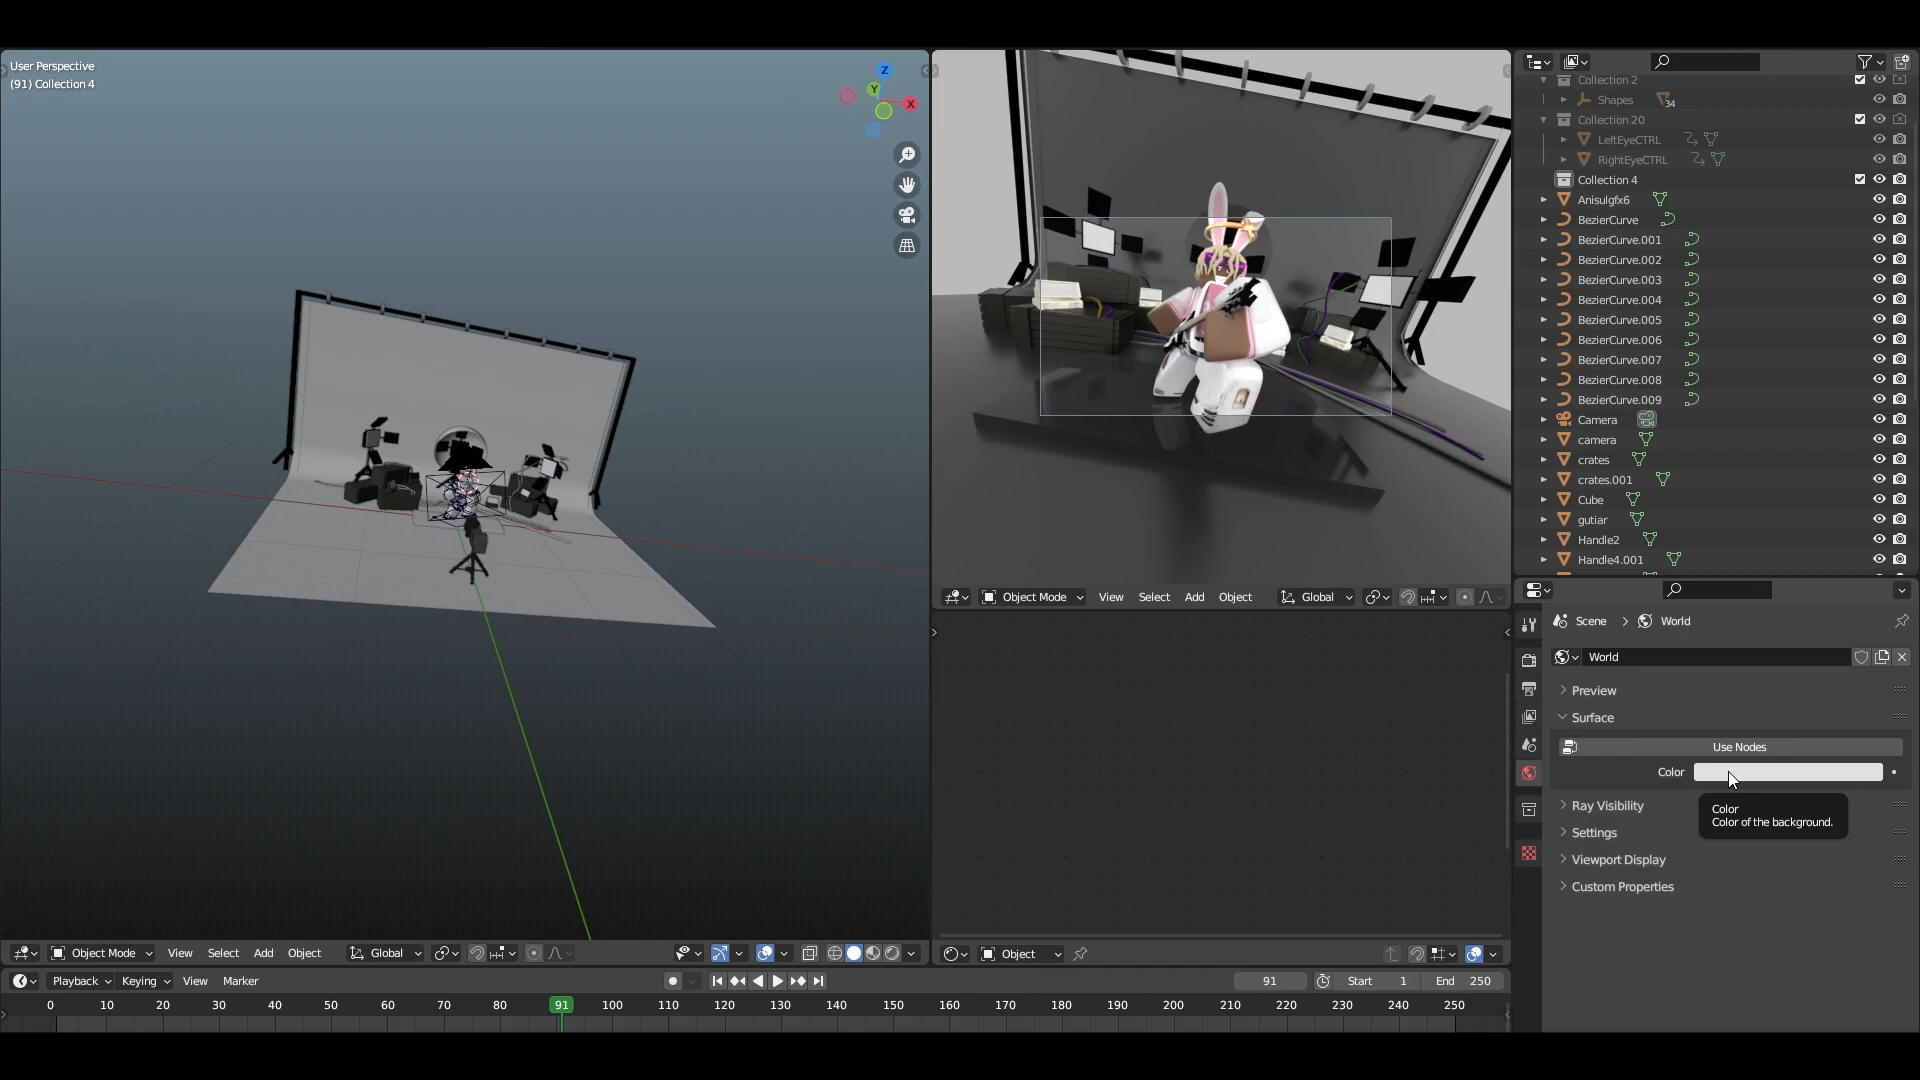 User Perspective
(91) Collection 4
Z
Y
X
Object Mode
View
Select
Add
Object
Global
Object Mode
View
Select
Add
Object
Global
Object
Playback
Keying
View
Marker
91
Start
1
End
250
0
10
20
30
40
50
60
70
80
91
100
110
120
130
140
150
160
170
180
190
200
210
220
230
240
250
Collection 2
Shapes
34
Collection 20
LeftEyeCTRL
RightEyeCTRL
Collection 4
Anisulgfx6
BezierCurve
BezierCurve.001
BezierCurve.002
BezierCurve.003
BezierCurve.004
BezierCurve.005
BezierCurve.006
BezierCurve.007
BezierCurve.008
BezierCurve.009
Camera
camera
crates
crates.001
Cube
gutiar
Handle2
Handle4.001
Scene > World
World
Preview
Surface
Use Nodes
Color
Color
Color of the background.
Ray Visibility
Settings
Viewport Display
Custom Properties